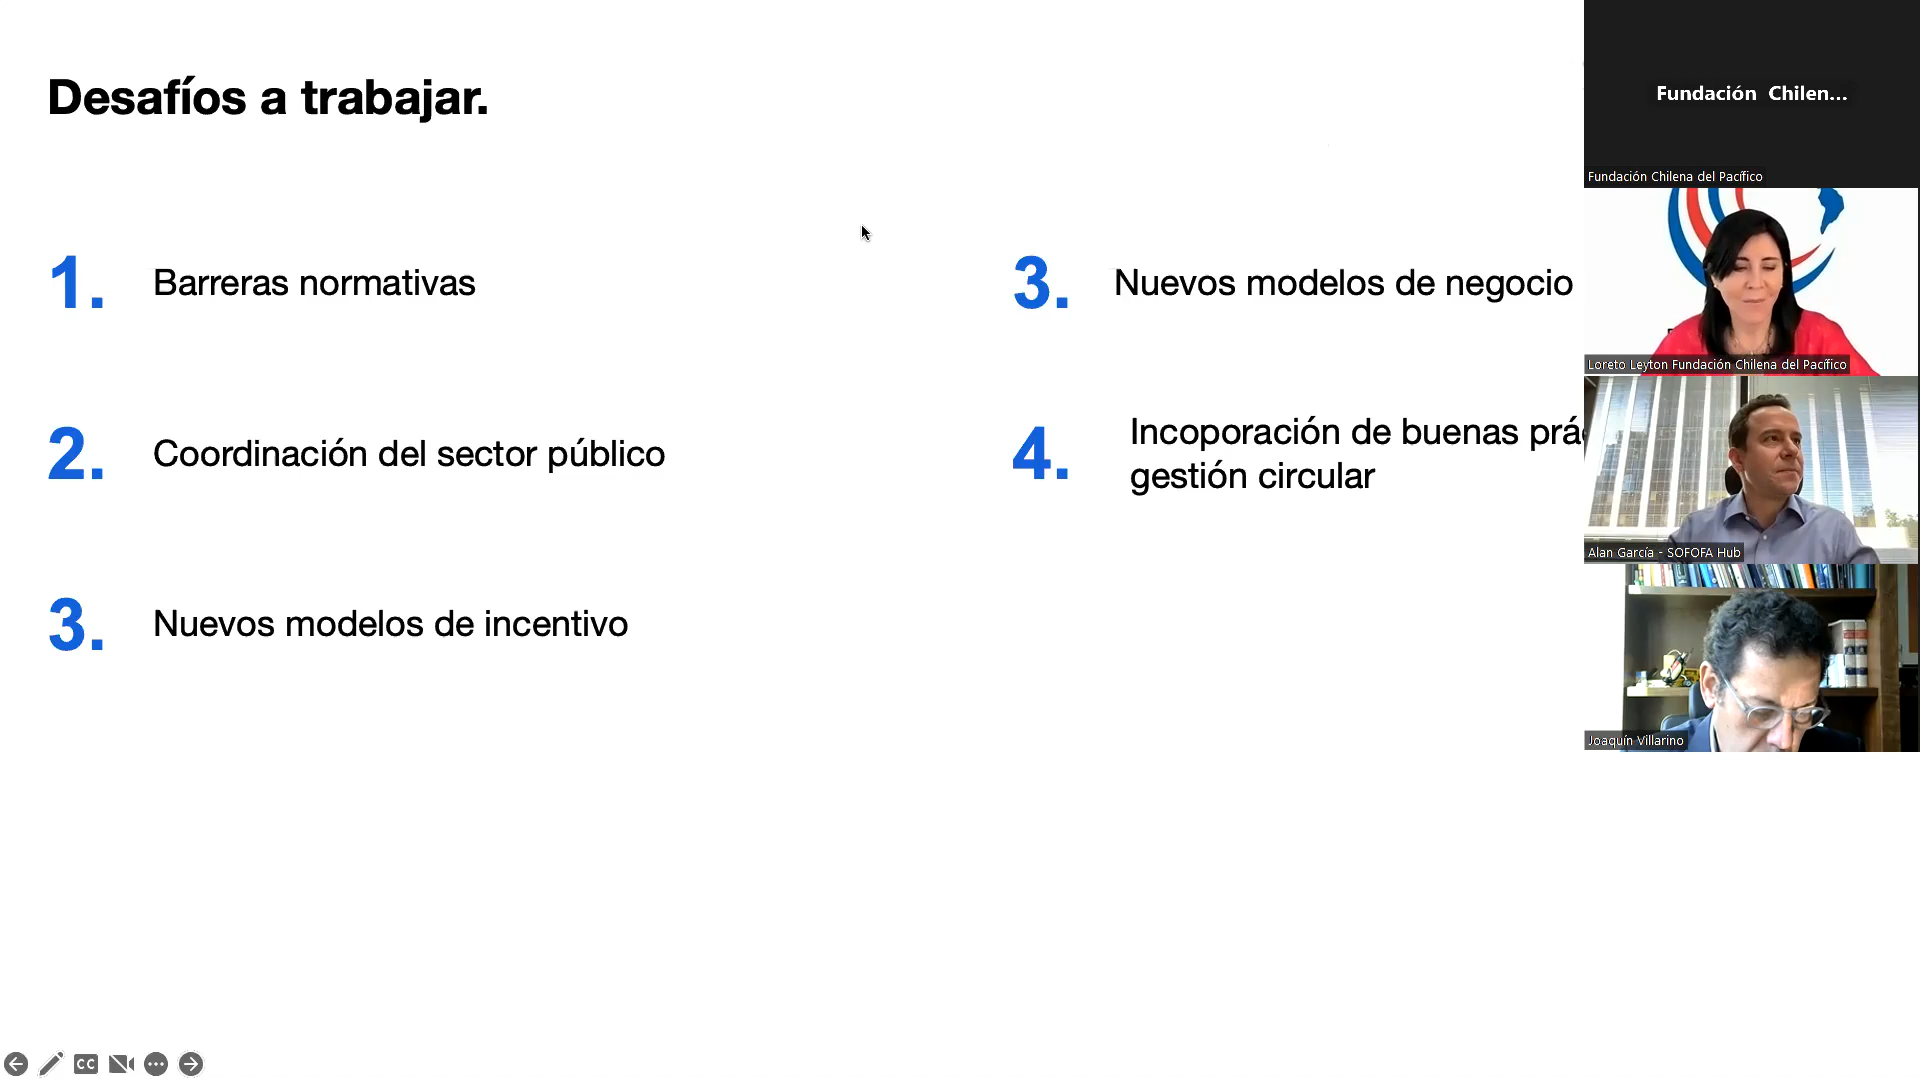 Desafíos a trabajar.
1. Barreras normativas
2. Coordinación del sector público
3. Nuevos modelos de incentivo
3. Nuevos modelos de negocio
4. Incoporación de buenas
gestión circular
Fundación Chilen...
Fundación Chilena del Pacífico
Loreto Leyton Fundación Chilena del Pacífico
Alan García - SOFOFA Hub
Joaquín Villarino
CC